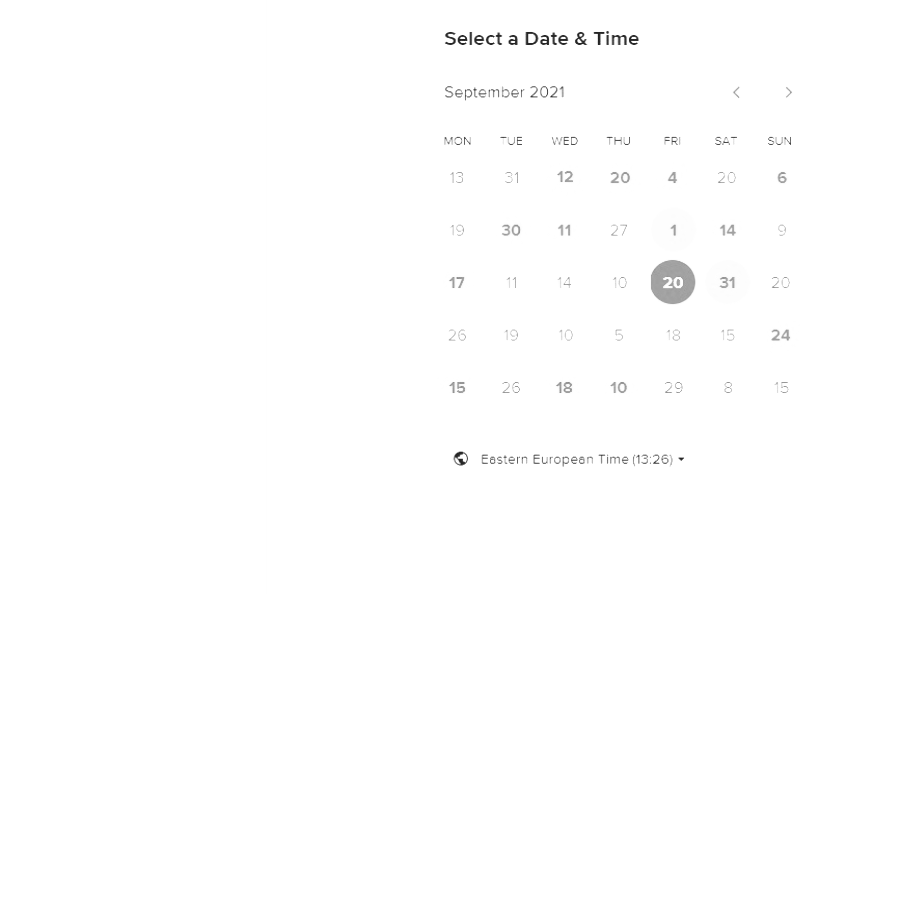 Select a Date & Time
September 2021
MON TUE WED THU FRI SAT SUN
13 31 12 20 4 20 6
19 30 11 27 1 14 9
17 11 14 10 20 31 20
26 19 10 5 18 15 24
15 26 18 10 29 8 15
Eastern European Time (13:26)